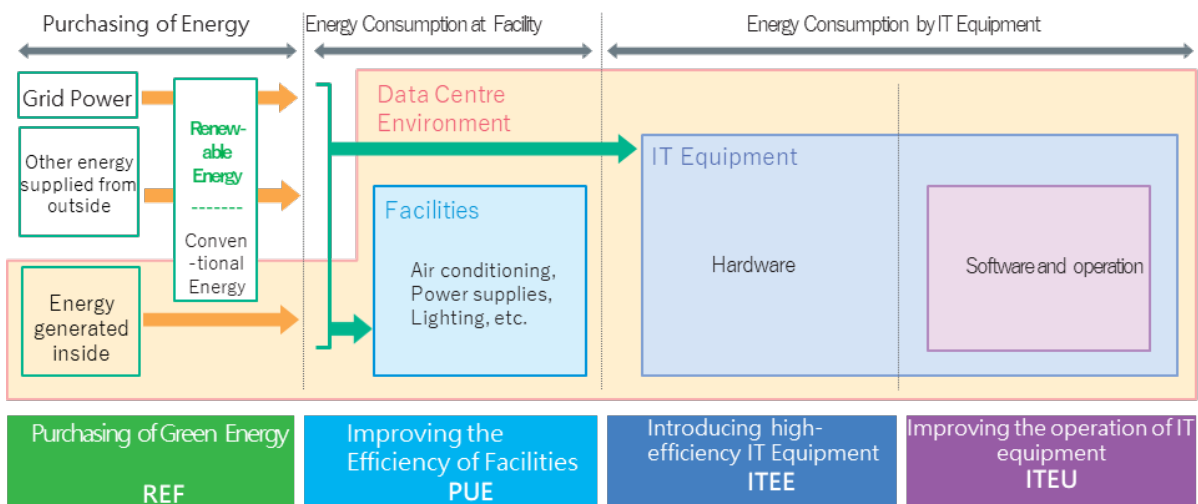 Purchasing of Energy
Energy Consumption at Facility
Energy Consumption by IT Equipment
Grid Power
Other energy
supplied from
outside
Renew-
able
Energy
-------
Conven
-tional
Energy
Energy
generated
inside
Data Centre
Environment
Facilities
Air conditioning,
Power supplies,
Lighting, etc.
IT Equipment
Hardware
Software and operation
Purchasing of Green Energy
REF
Improving the
Efficiency of Facilities
PUE
Introducing high-
efficiency IT Equipment
ITEE
Improving the operation of IT
equipment
ITEU